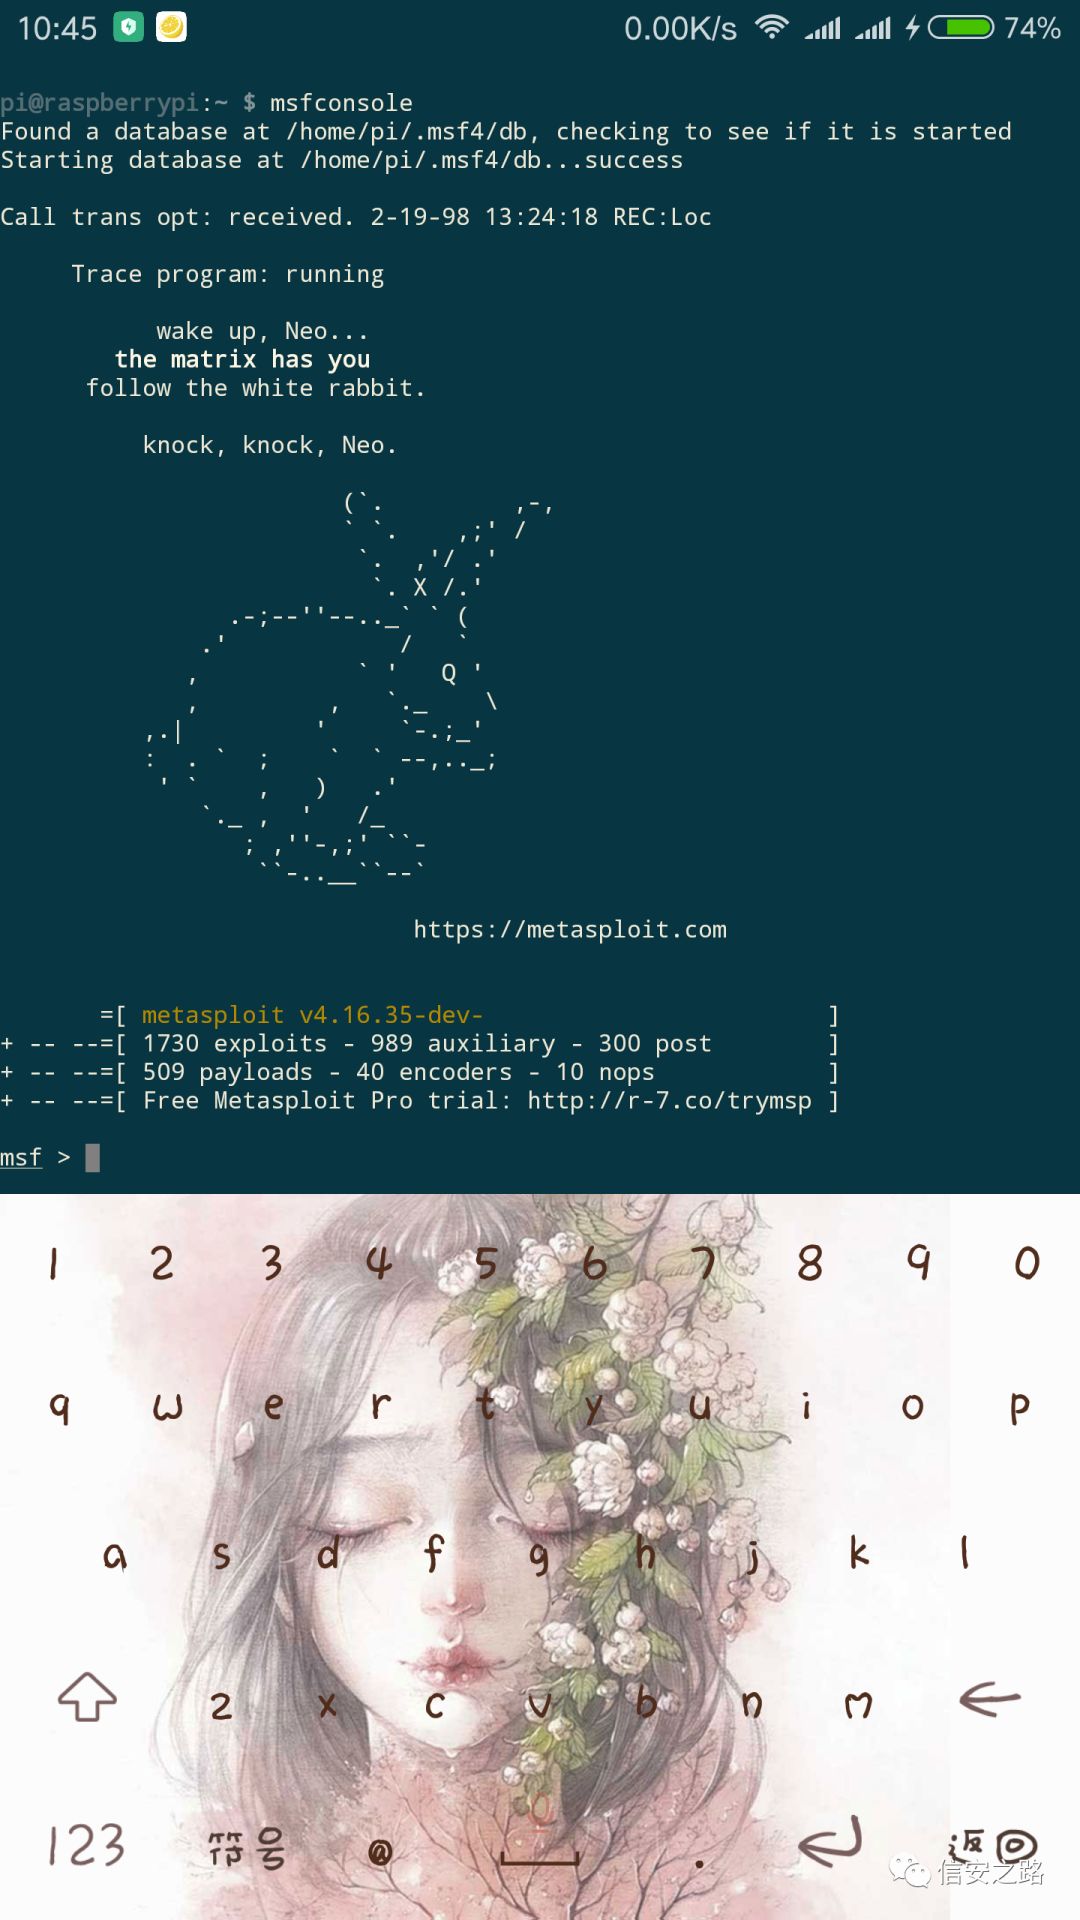 10:45 0.00K/s 74%
pi@raspberrypi:~ $ msfconsole
Found a database at /home/pi/.msf4/db, checking to see if it is started
Starting database at /home/pi/.msf4/db...success
Call trans opt: received. 2-19-98 13:24:18 REC:Loc
Trace program: running
wake up, Neo...
the matrix has you
follow the white rabbit.
knock, knock, Neo.
(`.           ,-,
` `.    ,;' /
`.  ,'/ .'
`. X /.'
.-;--''--.._` ` (
.'            /   `
,           ` '   Q '
,         ,   `._    \
,.|         '     `-.;_'
:  . `  ;    `  ` --,.._;
' `    ,   )   .'
`._ ,  '   /_
; ,''-,;' ``-
``-..__``--`
https://metasploit.com
=[ metasploit v4.16.35-dev- ]
+ -- --=[ 1730 exploits - 989 auxiliary - 300 post ]
+ -- --=[ 509 payloads - 40 encoders - 10 nops ]
+ -- --=[ Free Metasploit Pro trial: http://r-7.co/trymsp ]
msf >
1 2 3 4 5 6 7 8 9 0
q w e r t y u i o p
a s d f g h j k l
z x c v b n m
123 符号 @ . 返回
信安之路